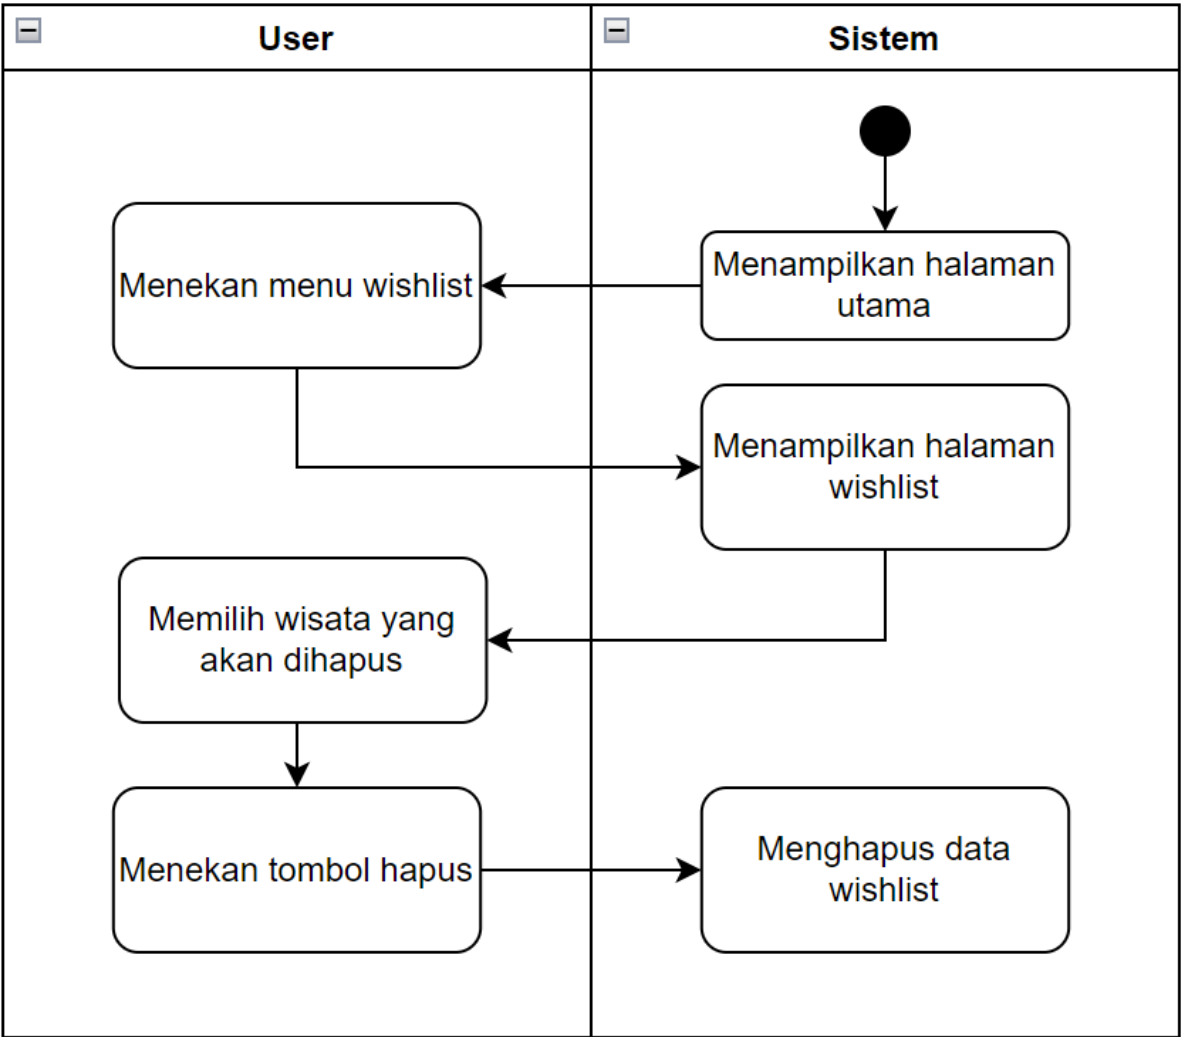 User
Sistem
Menampilkan halaman
utama
Menekan menu wishlist
Menampilkan halaman
wishlist
Memilih wisata yang
akan dihapus
Menekan tombol hapus
Menghapus data
wishlist